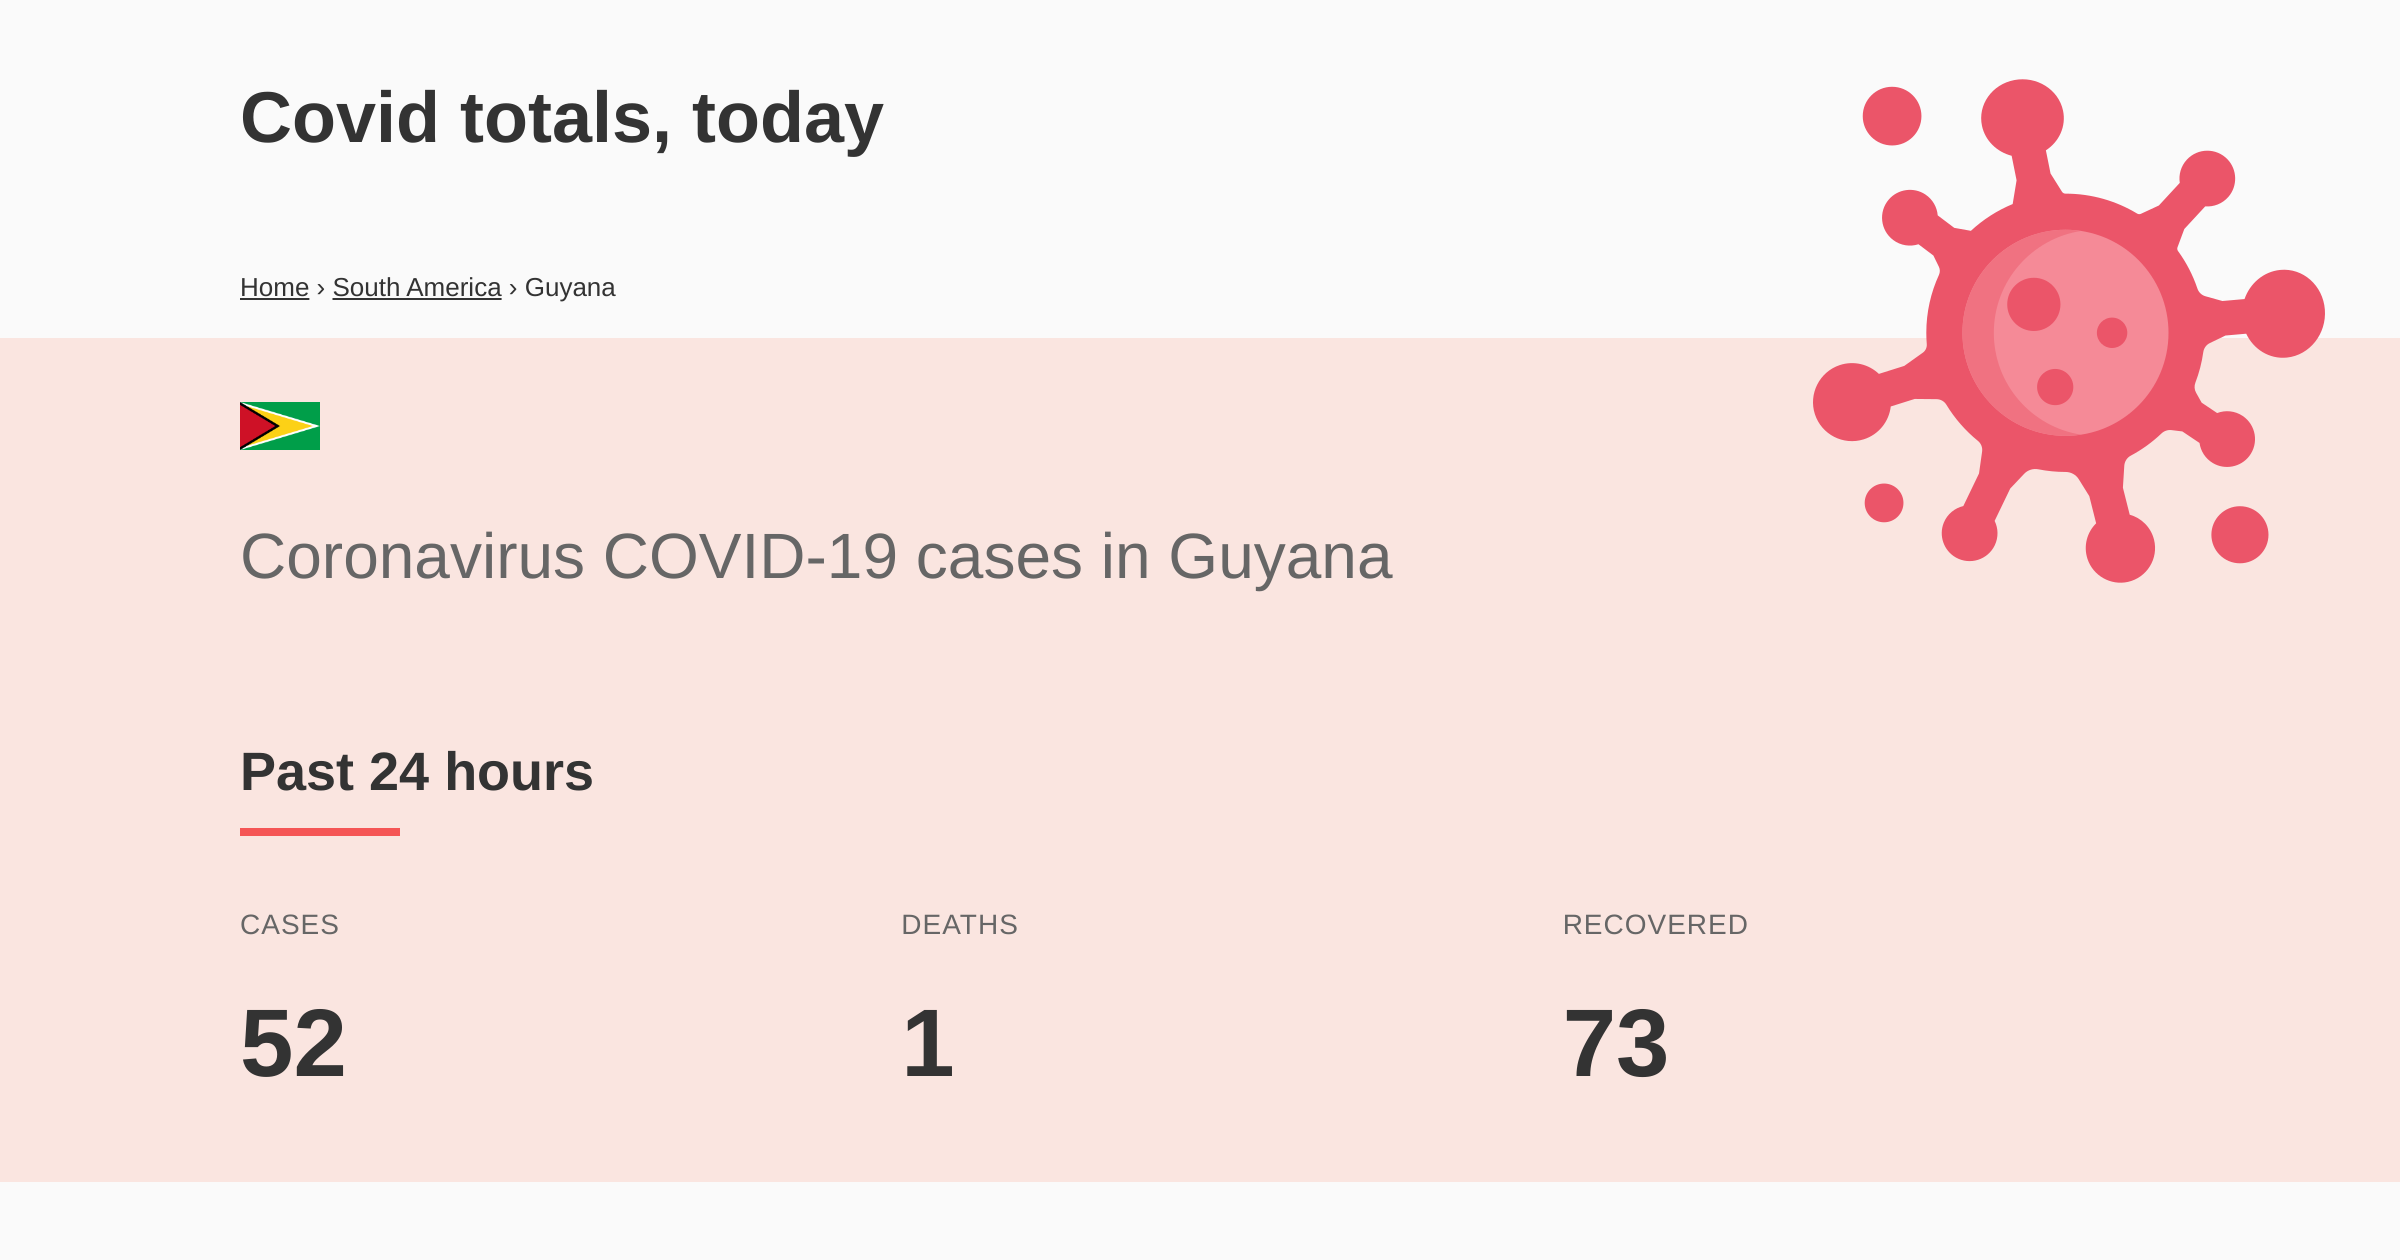 Covid totals, today
Home › South America › Guyana
Coronavirus COVID-19 cases in Guyana
Past 24 hours
CASES
DEATHS
RECOVERED
52
1
73